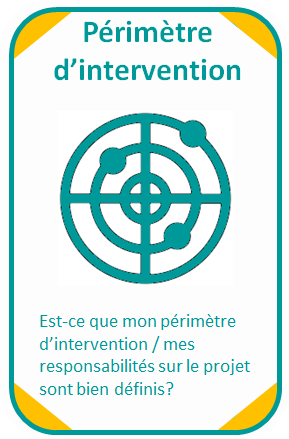 Périmètre
d’intervention
Est-ce que mon périmètre
d’intervention / mes
responsabilités sur le projet
sont bien définis?